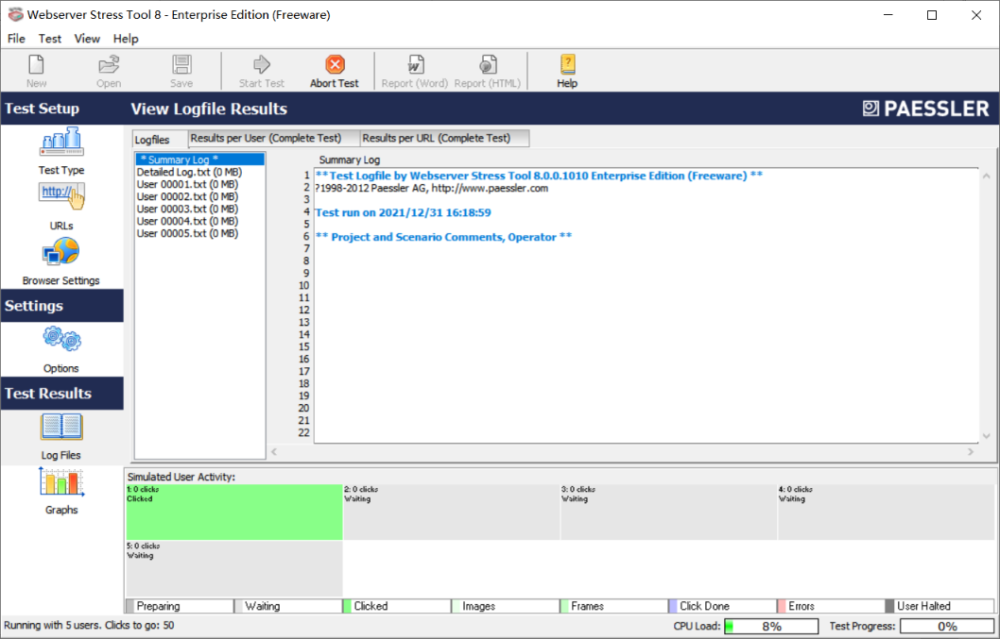 Webserver Stress Tool 8 - Enterprise Edition (Freeware)
File Test View Help
New Open Save Start Test Abort Test Report (Word) Report (HTML) Help
Test Setup
View Logfile Results
PAESSLER
Test Type
http://
URLs
Browser Settings
Settings
Options
Test Results
Log Files
Graphs
Logfiles Results per User (Complete Test) Results per URL (Complete Test)
* Summary Log *
Detailed Log.txt (0 MB)
User 00001.txt (0 MB)
User 00002.txt (0 MB)
User 00003.txt (0 MB)
User 00004.txt (0 MB)
User 00005.txt (0 MB)
Summary Log
1 **Test Logfile by Webserver Stress Tool 8.0.0.1010 Enterprise Edition (Freeware) **
2 ?1998-2012 Paessler AG, http://www.paessler.com
3
4 Test run on 2021/12/31 16:18:59
5
6 ** Project and Scenario Comments, Operator **
7
8
9
10
11
12
13
14
15
16
17
18
19
20
21
22
Simulated User Activity:
1: 0 clicks
Clicked
2: 0 clicks
Waiting
3: 0 clicks
Waiting
4: 0 clicks
Waiting
5: 0 clicks
Waiting
Preparing Waiting Clicked Images Frames Click Done Errors User Halted
Running with 5 users. Clicks to go: 50
CPU Load: 8% Test Progress: 0%